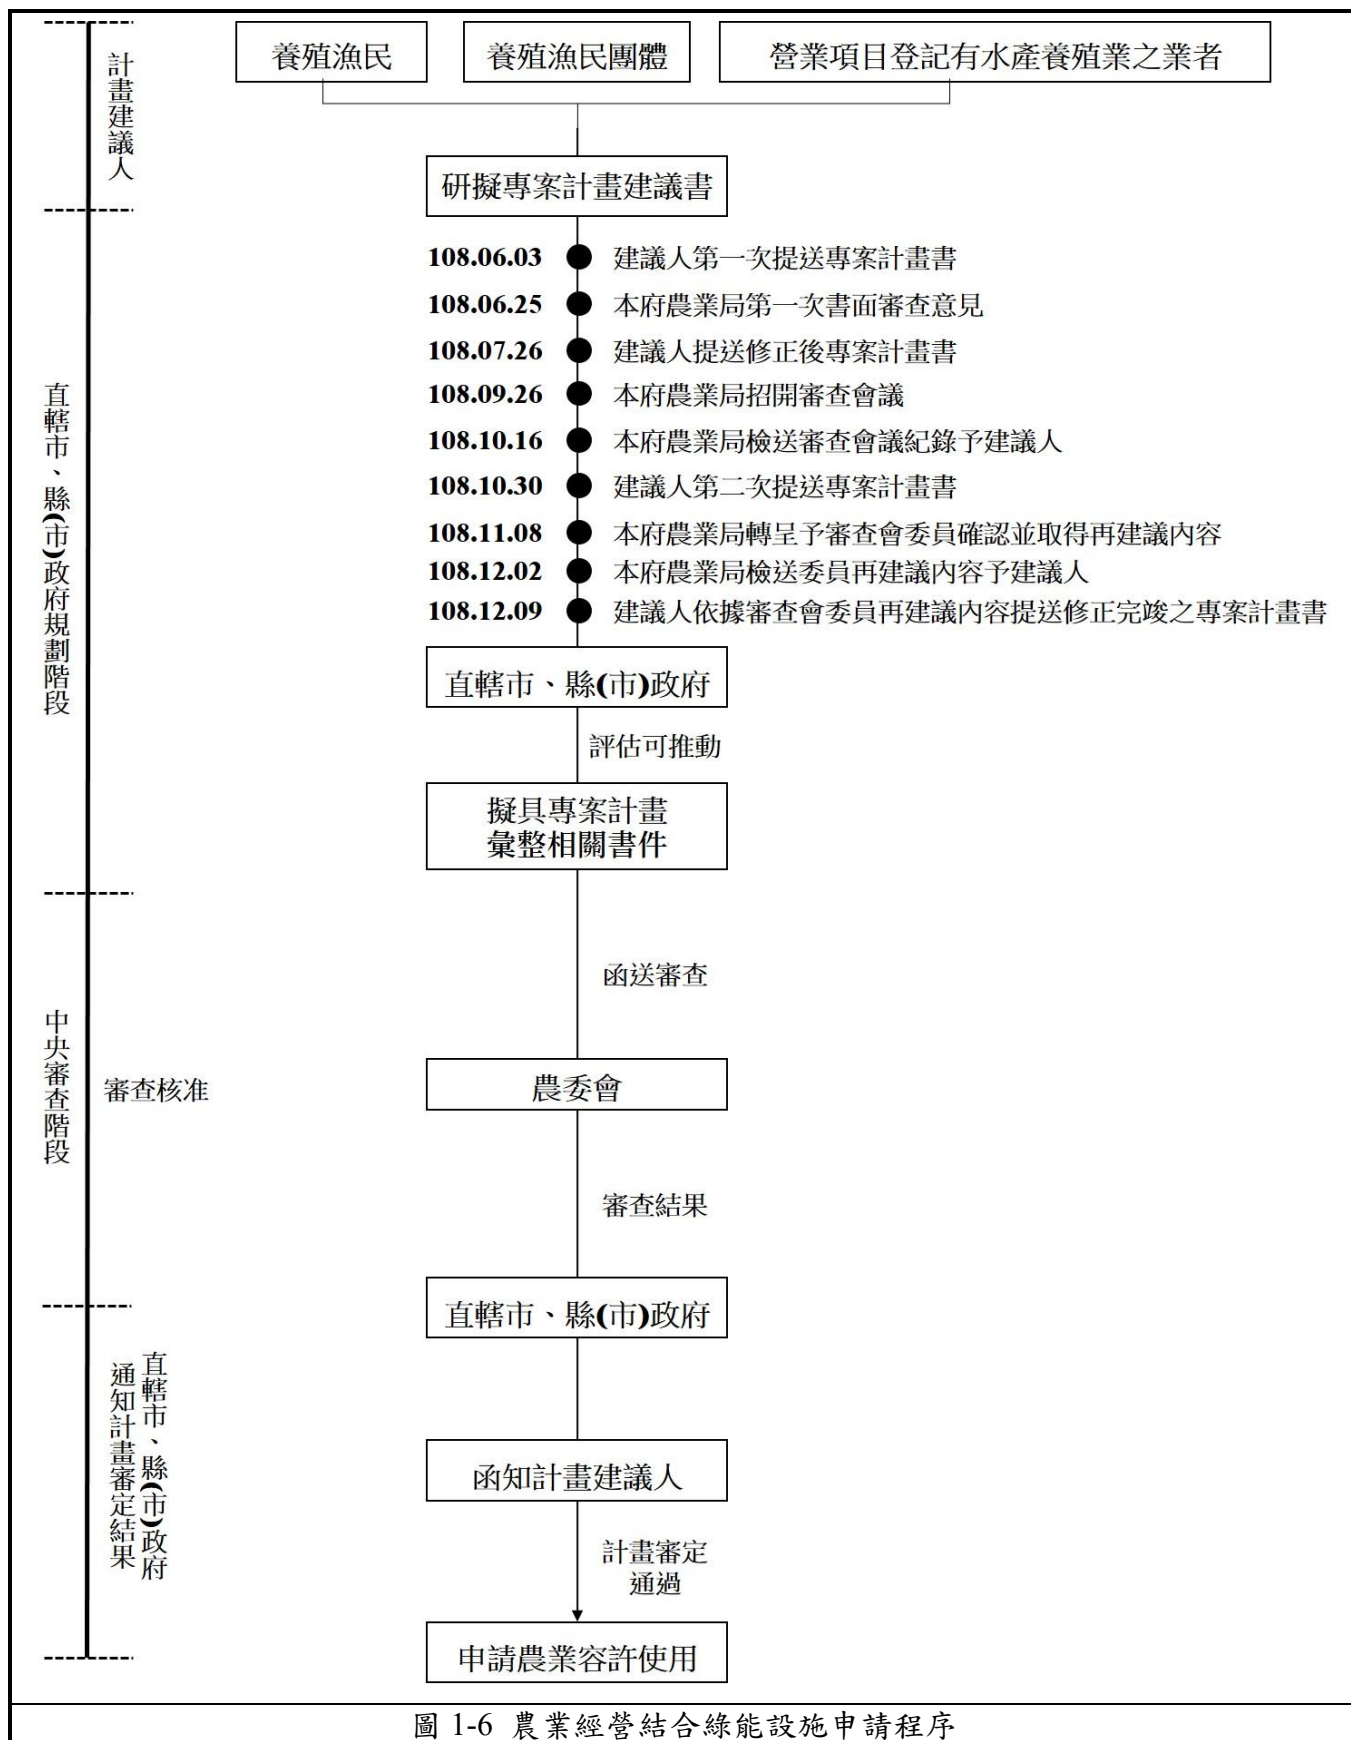 養殖漁民
養殖漁民團體
營業項目登記有水產養殖業之業者
計畫建議人
研擬專案計畫建議書
108.06.03 建議人第一次提送專案計畫書
108.06.25 本府農業局第一次書面審查意見
108.07.26 建議人提送修正後專案計畫書
108.09.26 本府農業局招開審查會議
108.10.16 本府農業局檢送審查會議紀錄予建議人
108.10.30 建議人第二次提送專案計畫書
108.11.08 本府農業局轉呈予審查會委員確認並取得再建議內容
108.12.02 本府農業局檢送委員再建議內容予建議人
108.12.09 建議人依據審查會委員再建議內容提送修正完竣之專案計畫書
直轄市、縣(市)政府規劃階段
直轄市、縣(市)政府
評估可推動
擬具專案計畫
彙整相關書件
函送審查
中央審查階段
審查核准
農委會
審查結果
直轄市、縣(市)政府
直轄市、縣(市)政府
通知計畫審定結果
函知計畫建議人
計畫審定
通過
申請農業容許使用
圖 1-6 農業經營結合綠能設施申請程序